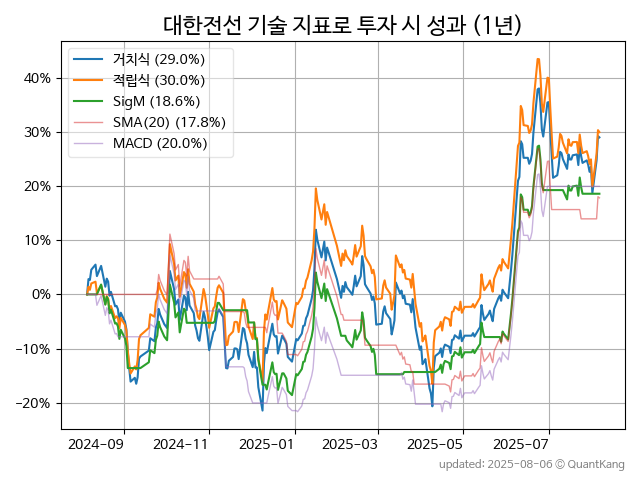 대한전선 기술 지표로 투자 시 성과 (1년)
거치식 (29.0%)
적립식 (30.0%)
SigM (18.6%)
SMA(20) (17.8%)
MACD (20.0%)
40%
30%
20%
10%
0%
−10%
−20%
2024-09
2024-11
2025-01
2025-03
2025-05
2025-07
updated: 2025-08-06 © QuantKang